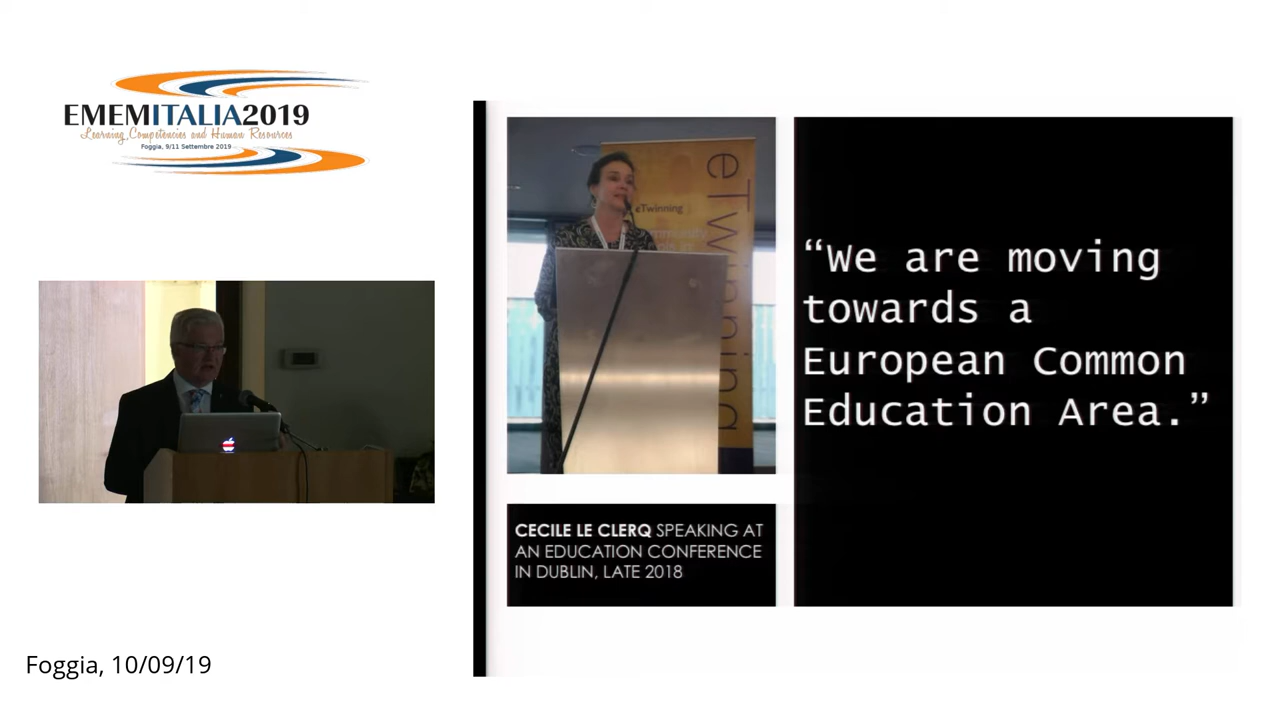 EMEMITALIA2019
Learning, Competencies and Human Resources
Foggia, 9/11 Settembre 2019
eTwinning
eTwinning
“We are moving
towards a
European Common
Education Area.”
CECILE LE CLERQ SPEAKING AT
AN EDUCATION CONFERENCE
IN DUBLIN, LATE 2018
Foggia, 10/09/19